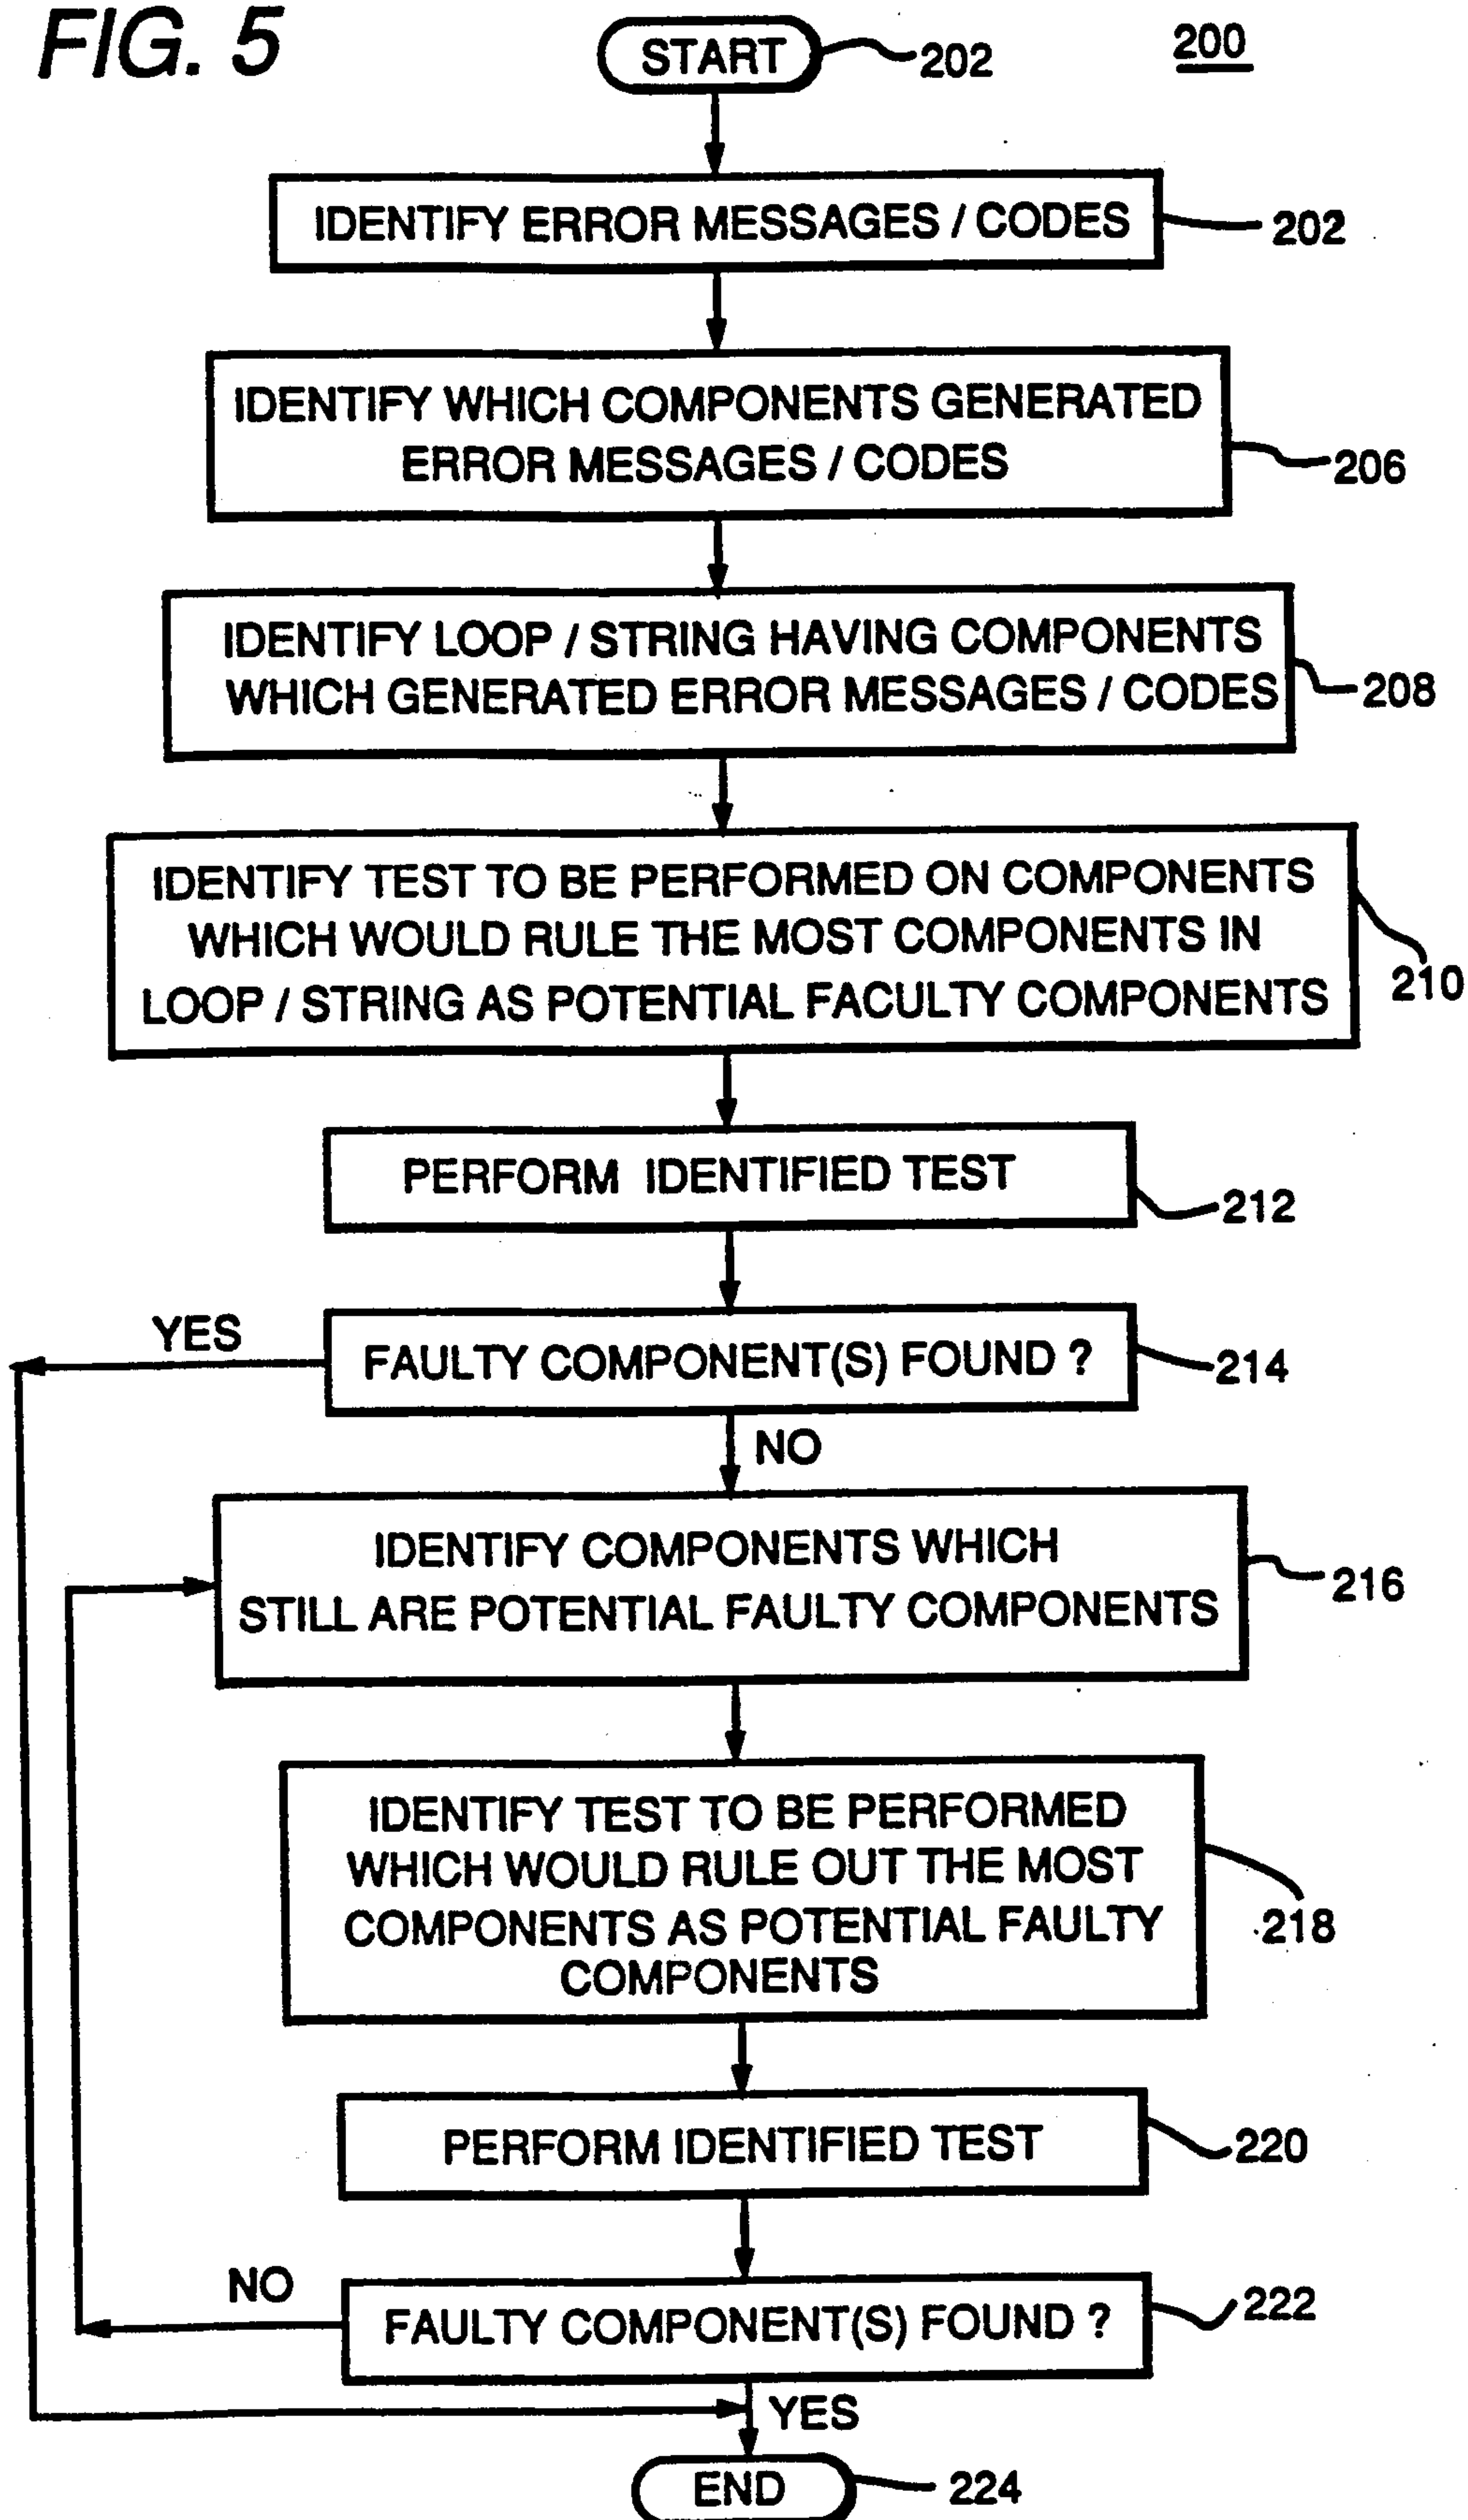 FIG. 5
START
202
200
IDENTIFY ERROR MESSAGES / CODES
202
IDENTIFY WHICH COMPONENTS GENERATED
ERROR MESSAGES / CODES
206
IDENTIFY LOOP / STRING HAVING COMPONENTS
WHICH GENERATED ERROR MESSAGES / CODES
208
IDENTIFY TEST TO BE PERFORMED ON COMPONENTS
WHICH WOULD RULE THE MOST COMPONENTS IN
LOOP / STRING AS POTENTIAL FACULTY COMPONENTS
210
PERFORM IDENTIFIED TEST
212
YES
FAULTY COMPONENT(S) FOUND ?
214
NO
IDENTIFY COMPONENTS WHICH
STILL ARE POTENTIAL FAULTY COMPONENTS
216
IDENTIFY TEST TO BE PERFORMED
WHICH WOULD RULE OUT THE MOST
COMPONENTS AS POTENTIAL FAULTY
COMPONENTS
218
PERFORM IDENTIFIED TEST
220
NO
FAULTY COMPONENT(S) FOUND ?
222
YES
END
224